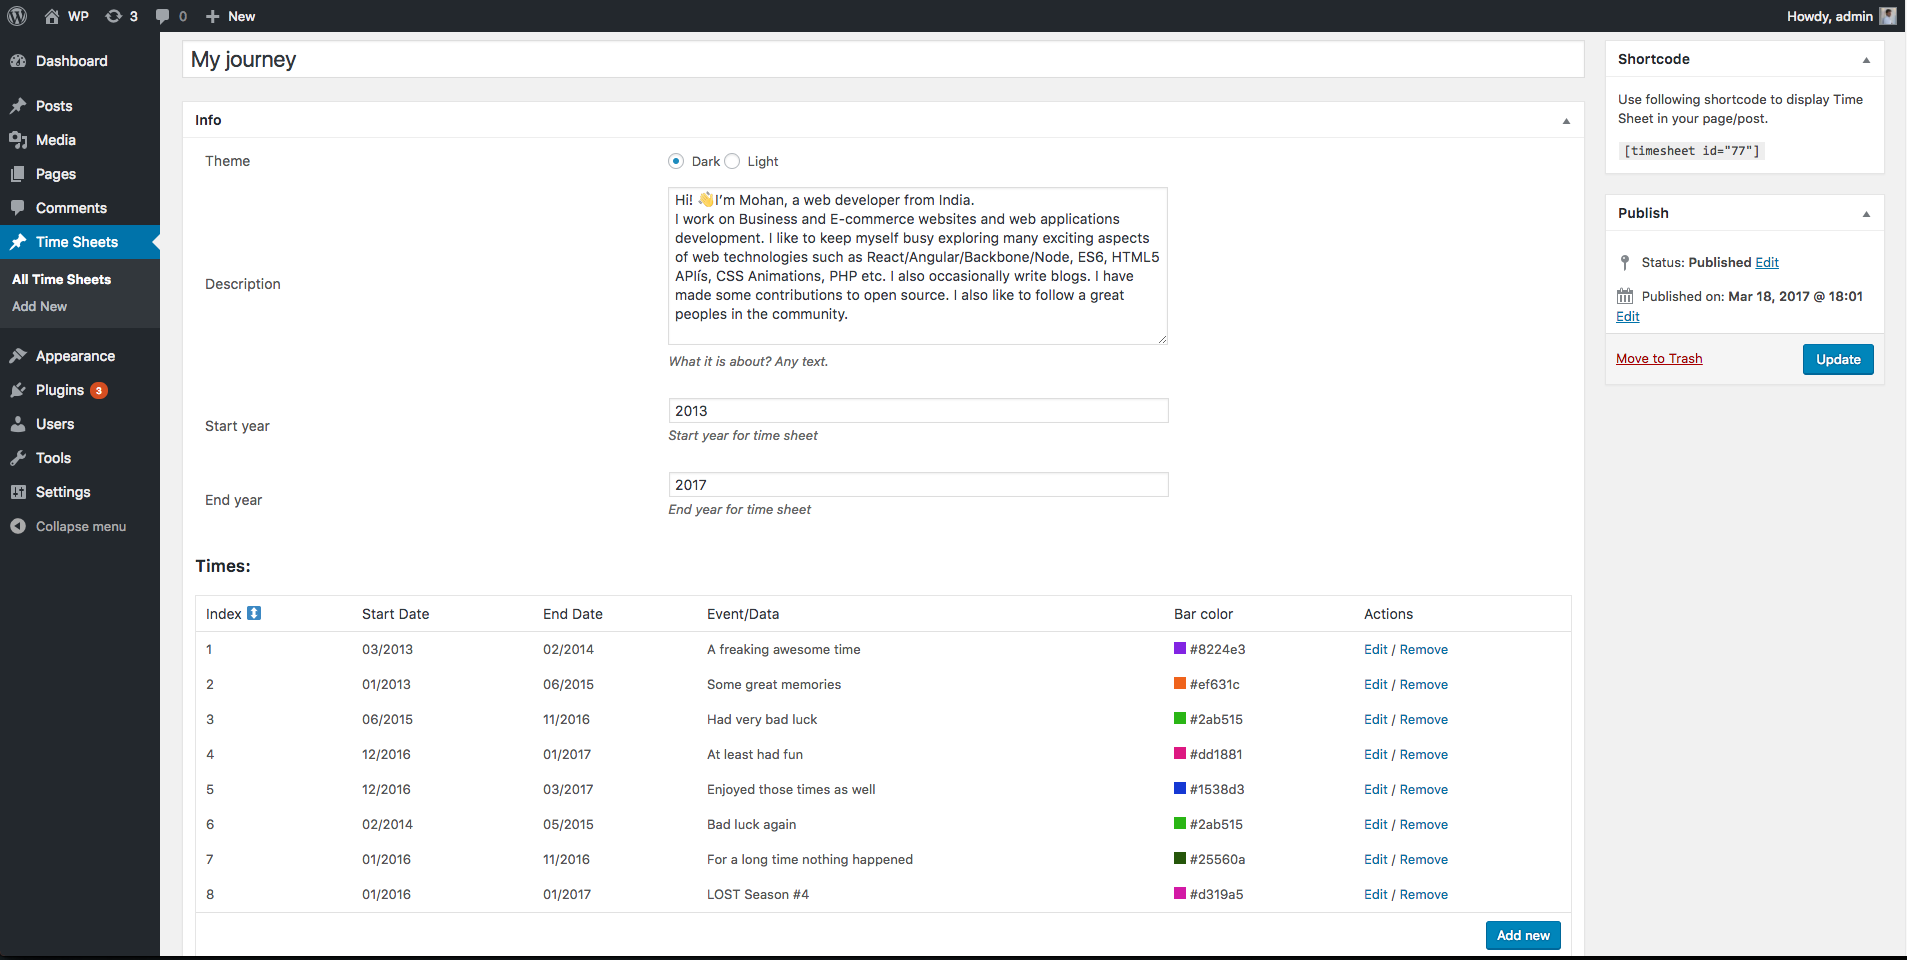 WP 3 0 New
Howdy, admin
Dashboard
Posts
Media
Pages
Comments
Time Sheets
All Time Sheets
Add New
Appearance
Plugins 3
Users
Tools
Settings
Collapse menu
My journey
Info
Theme
Dark Light
Description
Hi! 👋I’m Mohan, a web developer from India.
I work on Business and E-commerce websites and web applications
development. I like to keep myself busy exploring many exciting aspects
of web technologies such as React/Angular/Backbone/Node, ES6, HTML5
APIís, CSS Animations, PHP etc. I also occasionally write blogs. I have
made some contributions to open source. I also like to follow a great
peoples in the community.
What it is about? Any text.
Start year
2013
Start year for time sheet
End year
2017
End year for time sheet
Times:
Index Start Date End Date Event/Data Bar color Actions
1 03/2013 02/2014 A freaking awesome time #8224e3 Edit / Remove
2 01/2013 06/2015 Some great memories #ef631c Edit / Remove
3 06/2015 11/2016 Had very bad luck #2ab515 Edit / Remove
4 12/2016 01/2017 At least had fun #dd1881 Edit / Remove
5 12/2016 03/2017 Enjoyed those times as well #1538d3 Edit / Remove
6 02/2014 05/2015 Bad luck again #2ab515 Edit / Remove
7 01/2016 11/2016 For a long time nothing happened #25560a Edit / Remove
8 01/2016 01/2017 LOST Season #4 #d319a5 Edit / Remove
Add new
Shortcode
Use following shortcode to display Time
Sheet in your page/post.
[timesheet id="77"]
Publish
Status: Published Edit
Published on: Mar 18, 2017 @ 18:01
Edit
Move to Trash
Update